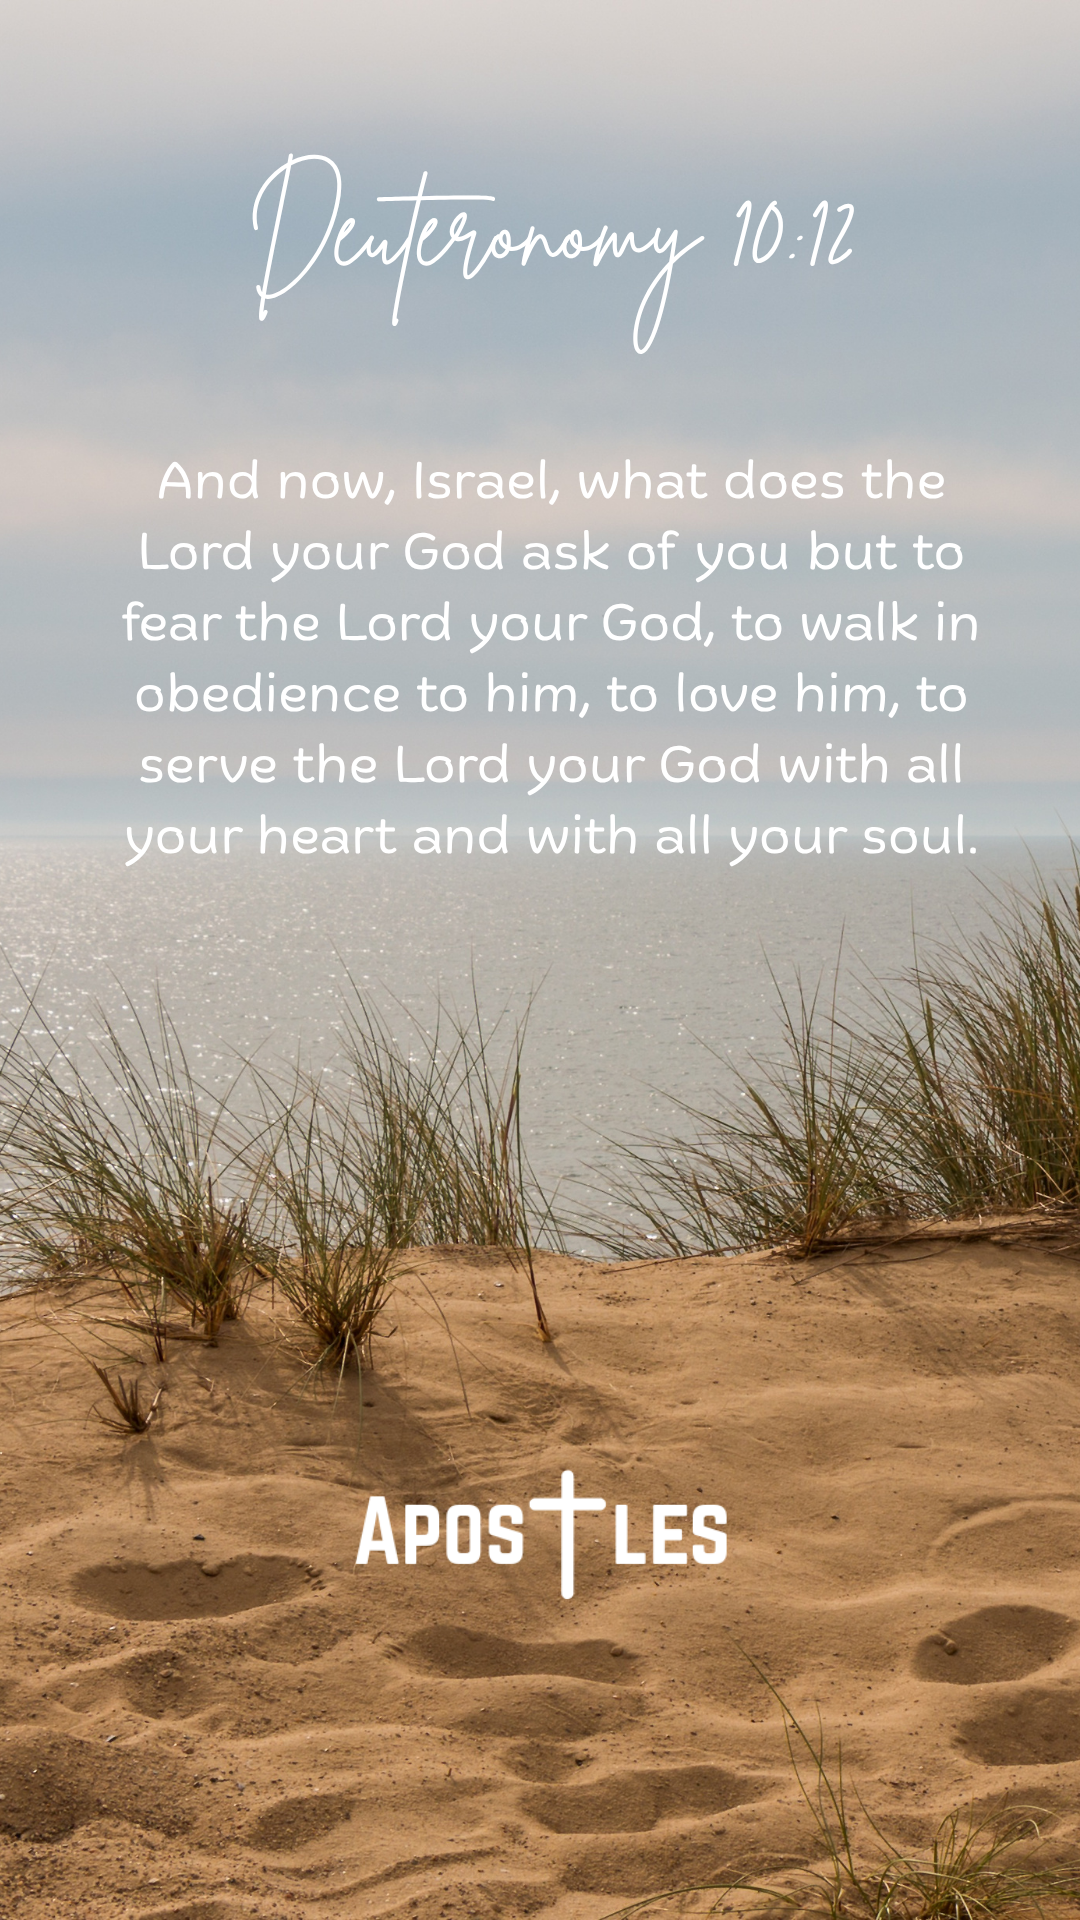 Deuteronomy 10:12
And now, Israel, what does the
Lord your God ask of you but to
fear the Lord your God, to walk in
obedience to him, to love him, to
serve the Lord your God with all
your heart and with all your soul.
APOSTLES